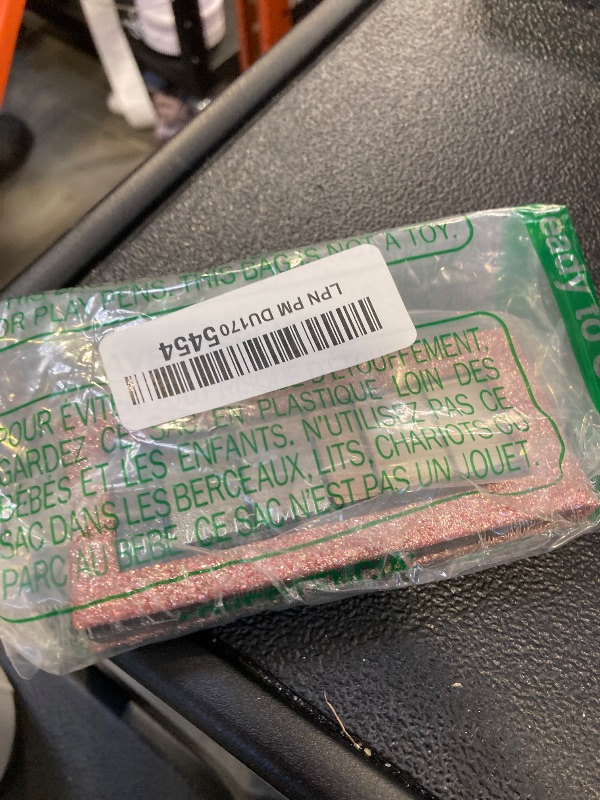 OR PLAY PENS. THIS BAG IS NOT A TOY.
LPN PM DU1705454
POUR ÉVIT D'ÉTOUFFEMENT,
GARDEZ EN PLASTIQUE LOIN DES
BÉBÉS ET LES ENFANTS. N'UTILISEZ PAS CE
SAC DANS LES BERCEAUX, LITS, CHARIOTS OU
PARC AU BÉBÉ. CE SAC N'EST PAS UN JOUET.
eady to